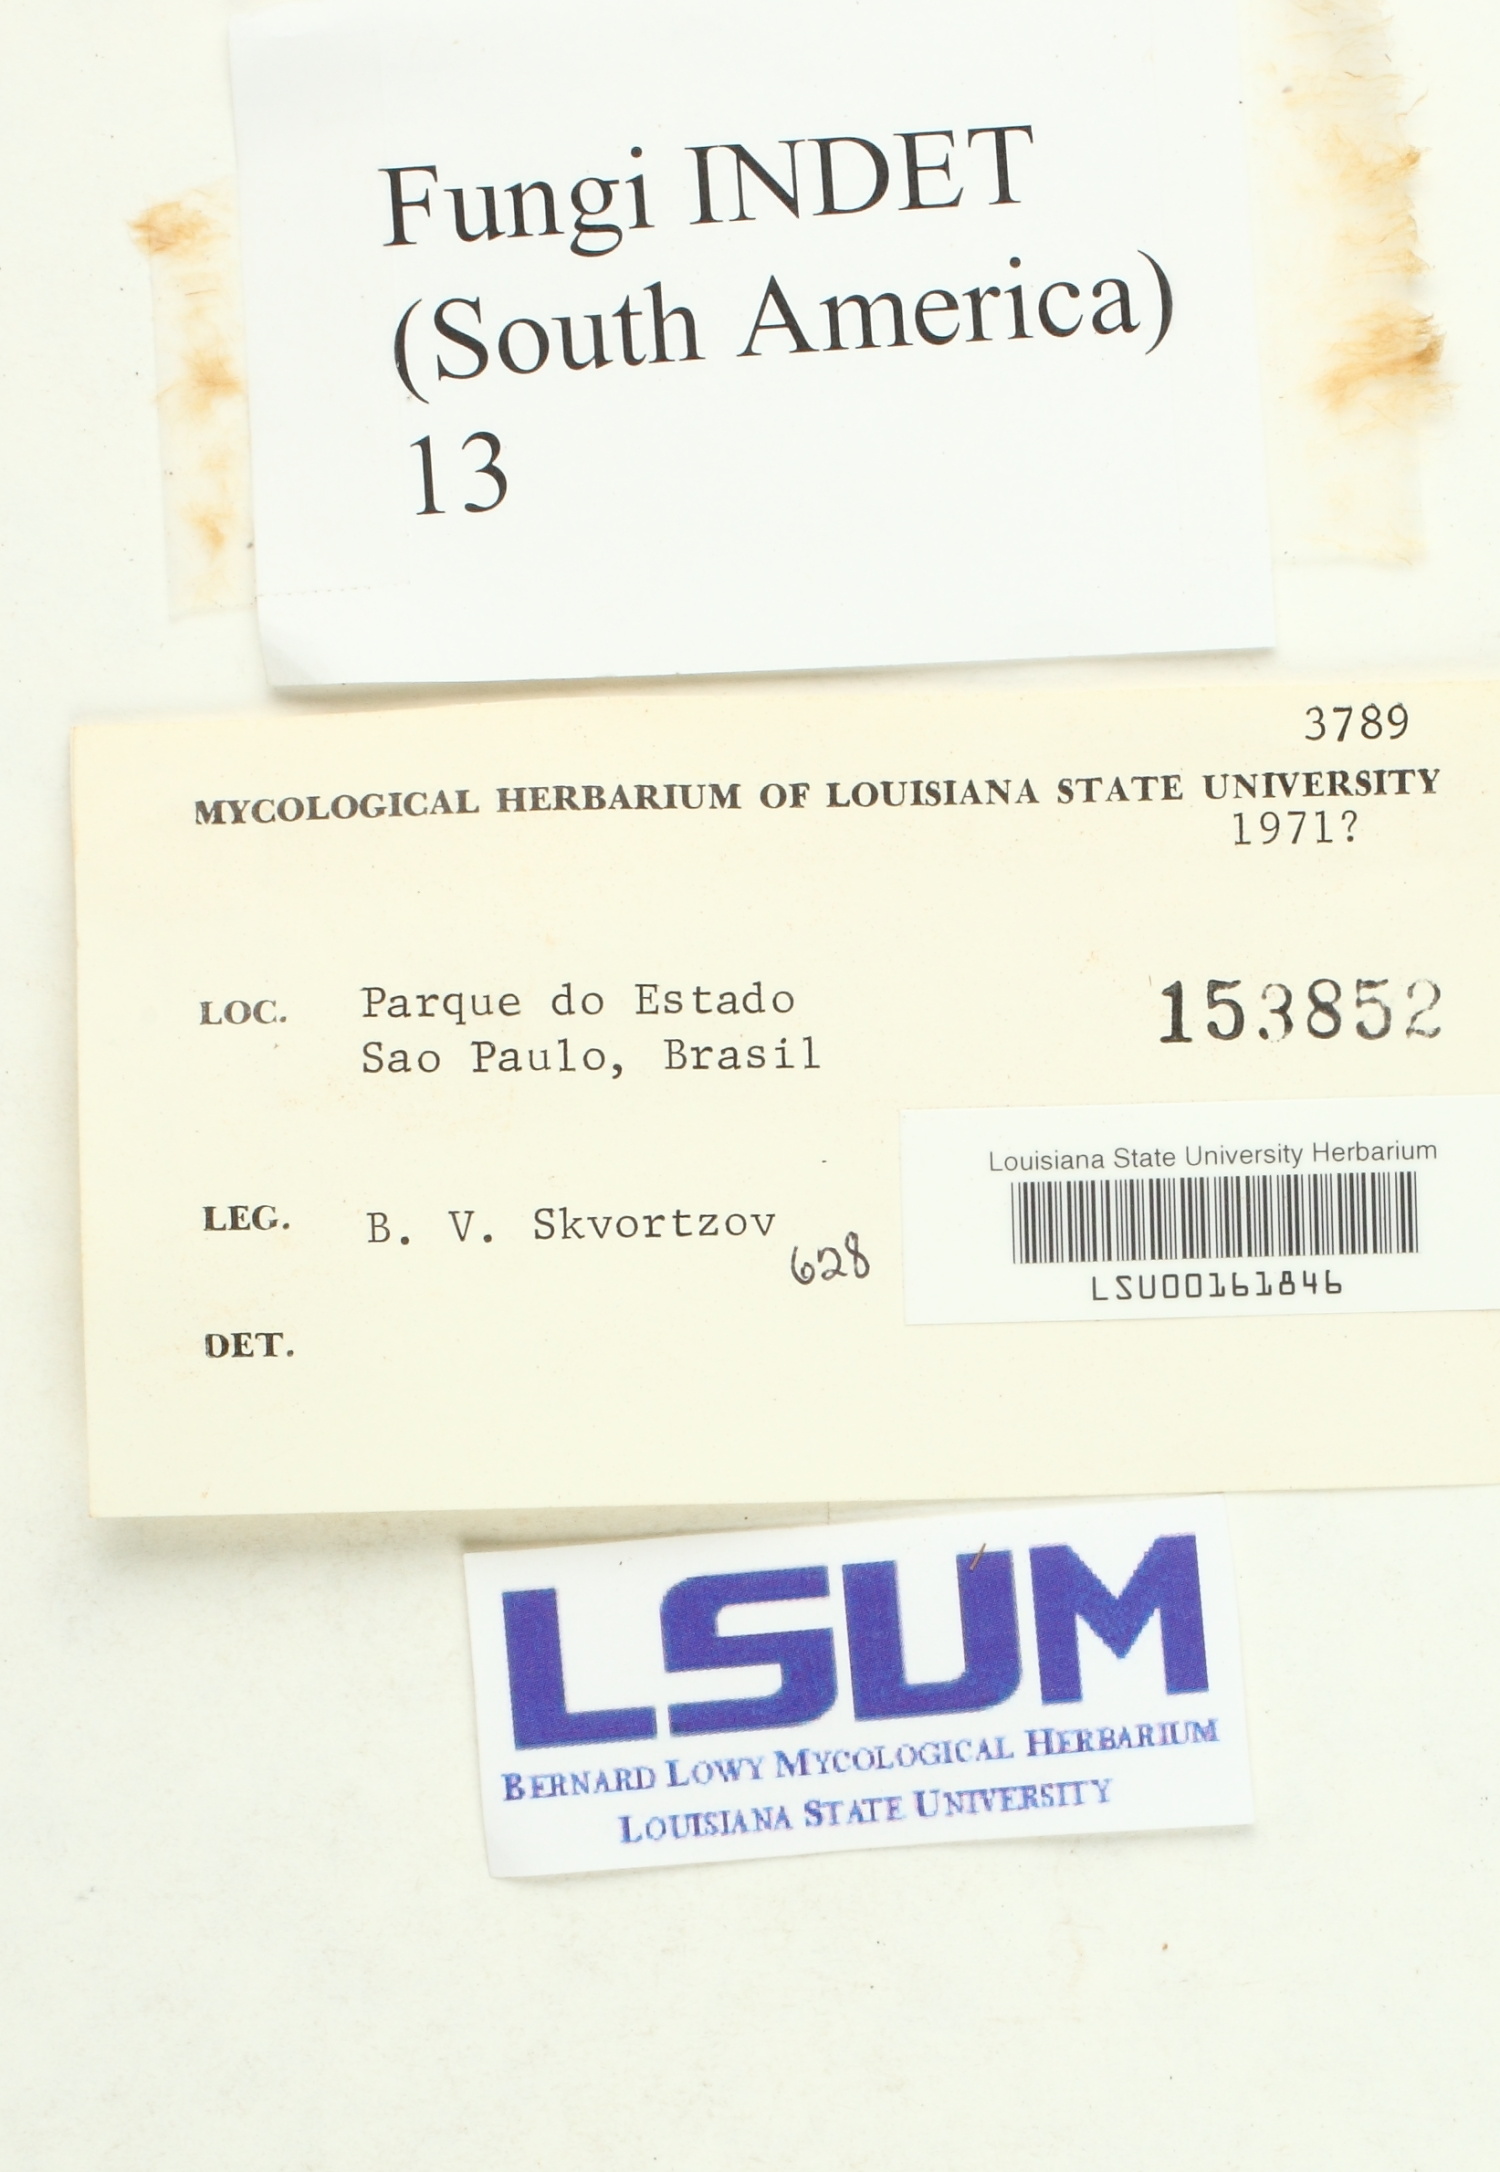 Fungi INDET
(South America)
13
3789
MYCOLOGICAL HERBARIUM OF LOUISIANA STATE UNIVERSITY
1971?
LOC. Parque do Estado
Sao Paulo, Brasil
153852
Louisiana State University Herbarium
LSU00161846
LEG. B. V. Skvortzov 628
DET.
LSUM
BERNARD LOWY MYCOLOGICAL HERBARIUM
LOUISIANA STATE UNIVERSITY